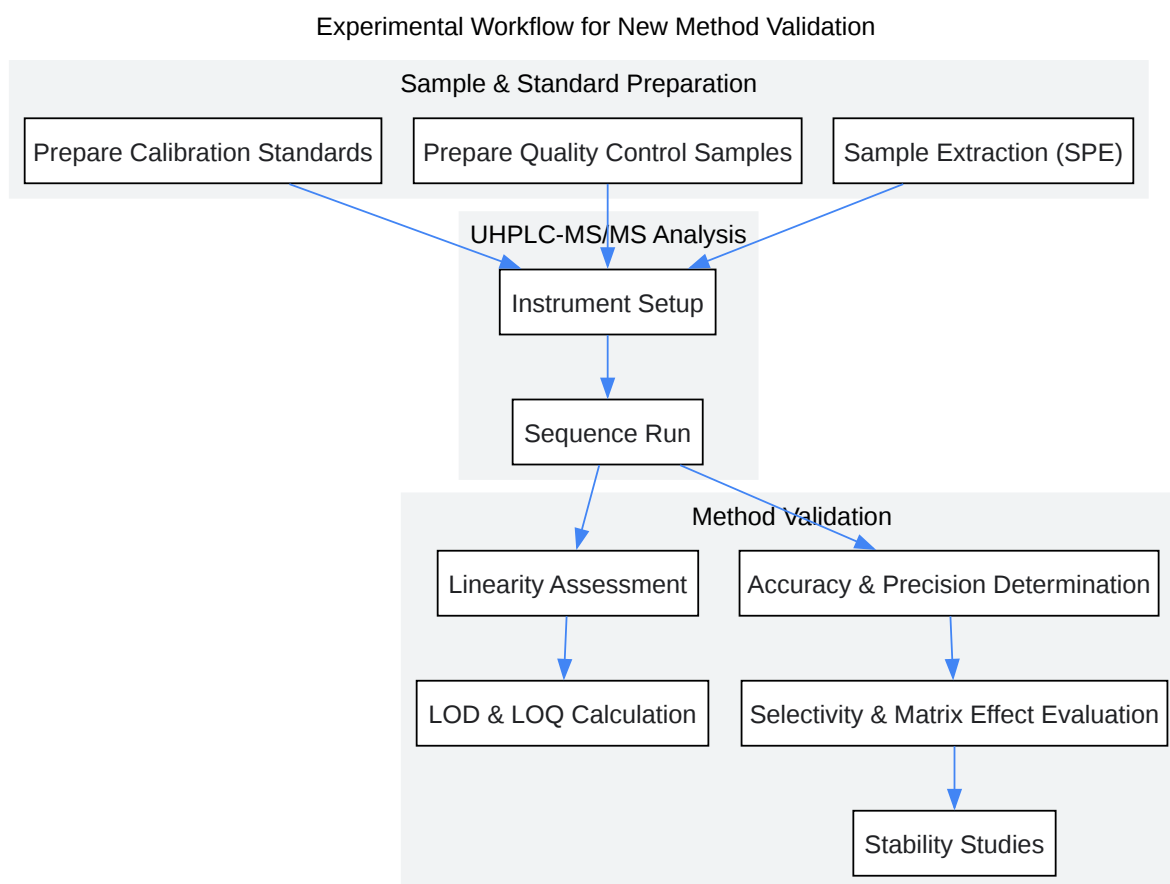 Experimental Workflow for New Method Validation
Sample & Standard Preparation
Prepare Calibration Standards
Prepare Quality Control Samples
Sample Extraction (SPE)
UHPLC-MS/MS Analysis
Instrument Setup
Sequence Run
Method Validation
Linearity Assessment
Accuracy & Precision Determination
LOD & LOQ Calculation
Selectivity & Matrix Effect Evaluation
Stability Studies